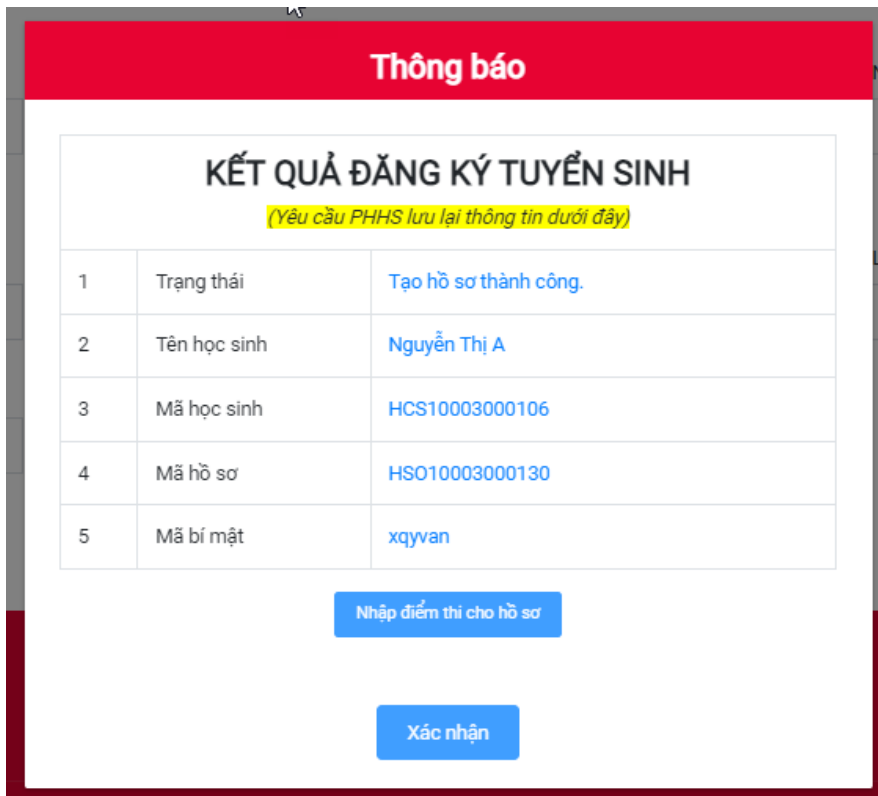 Thông báo
KẾT QUẢ ĐĂNG KÝ TUYỂN SINH
(Yêu cầu PHHS lưu lại thông tin dưới đây)
1 Trạng thái Tạo hồ sơ thành công.
2 Tên học sinh Nguyễn Thị A
3 Mã học sinh HCS10003000106
4 Mã hồ sơ HSO10003000130
5 Mã bí mật xqyvan
Nhập điểm thi cho hồ sơ
Xác nhận